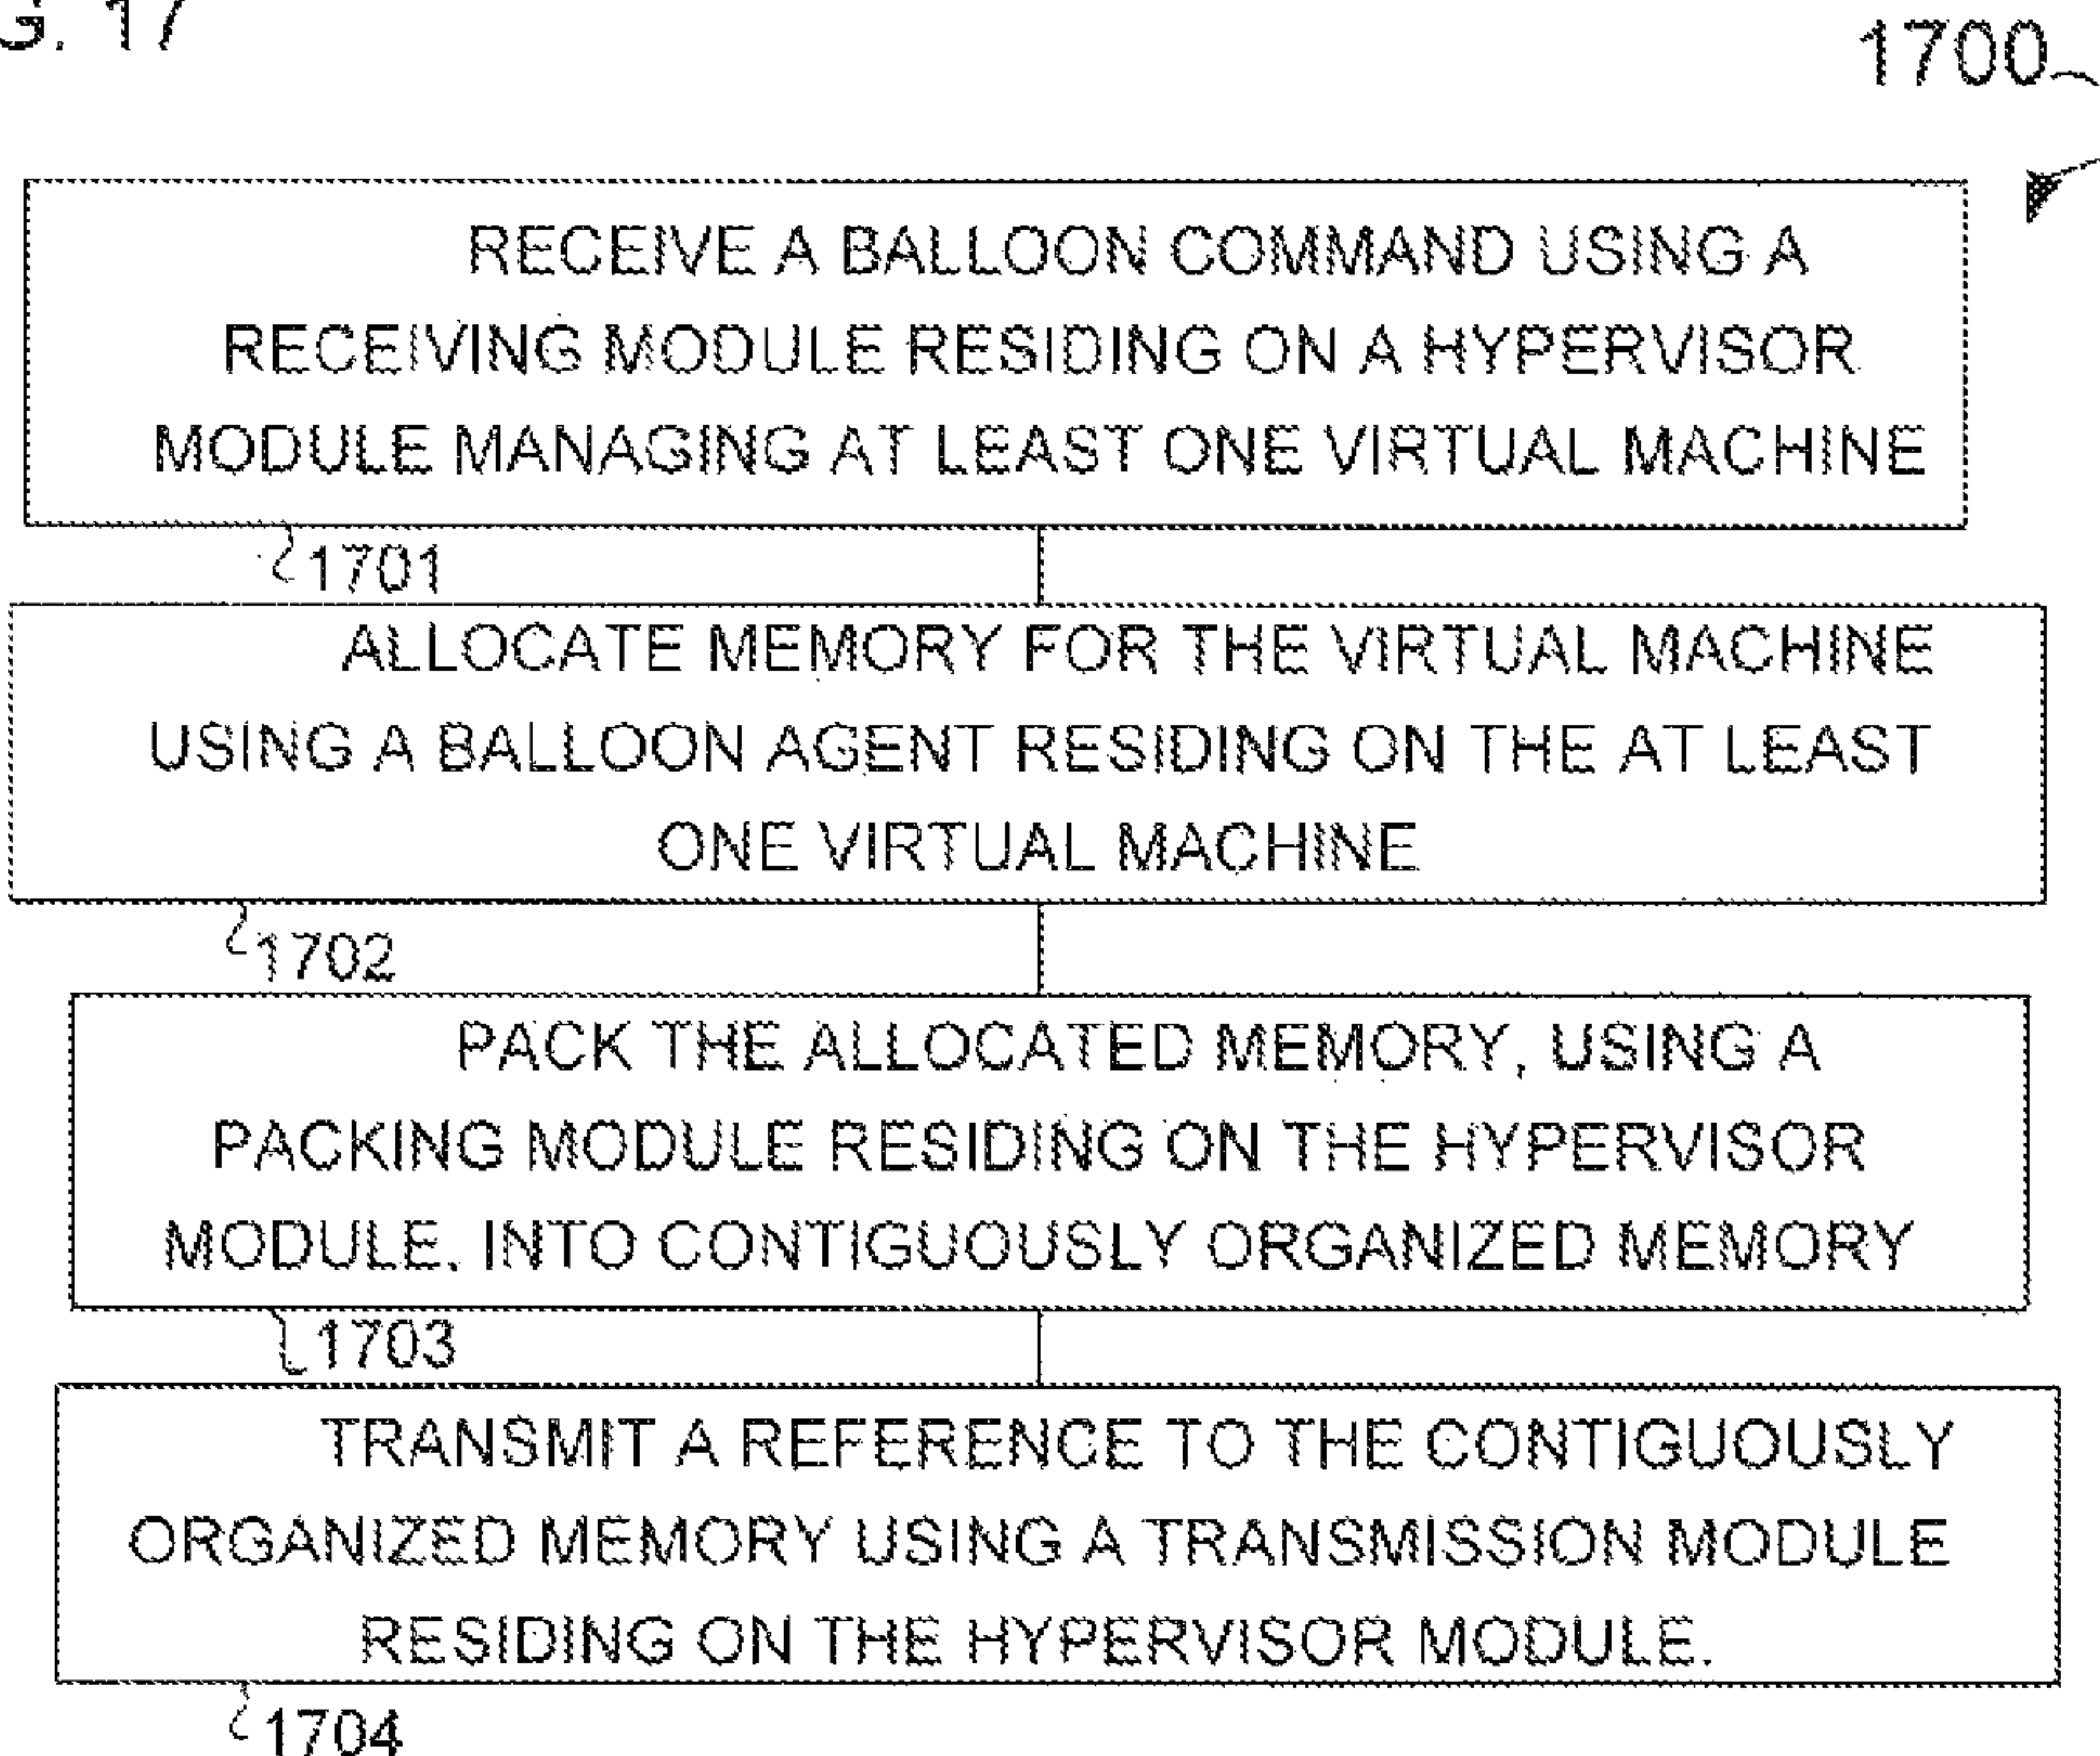 G. 17
1700
RECEIVE A BALLOON COMMAND USING A
RECEIVING MODULE RESIDING ON A HYPERVISOR
MODULE MANAGING AT LEAST ONE VIRTUAL MACHINE
1701
ALLOCATE MEMORY FOR THE VIRTUAL MACHINE
USING A BALLOON AGENT RESIDING ON THE AT LEAST
ONE VIRTUAL MACHINE
1702
PACK THE ALLOCATED MEMORY, USING A
PACKING MODULE RESIDING ON THE HYPERVISOR
MODULE, INTO CONTIGUOUSLY ORGANIZED MEMORY
1703
TRANSMIT A REFERENCE TO THE CONTIGUOUSLY
ORGANIZED MEMORY USING A TRANSMISSION MODULE
RESIDING ON THE HYPERVISOR MODULE.
1704